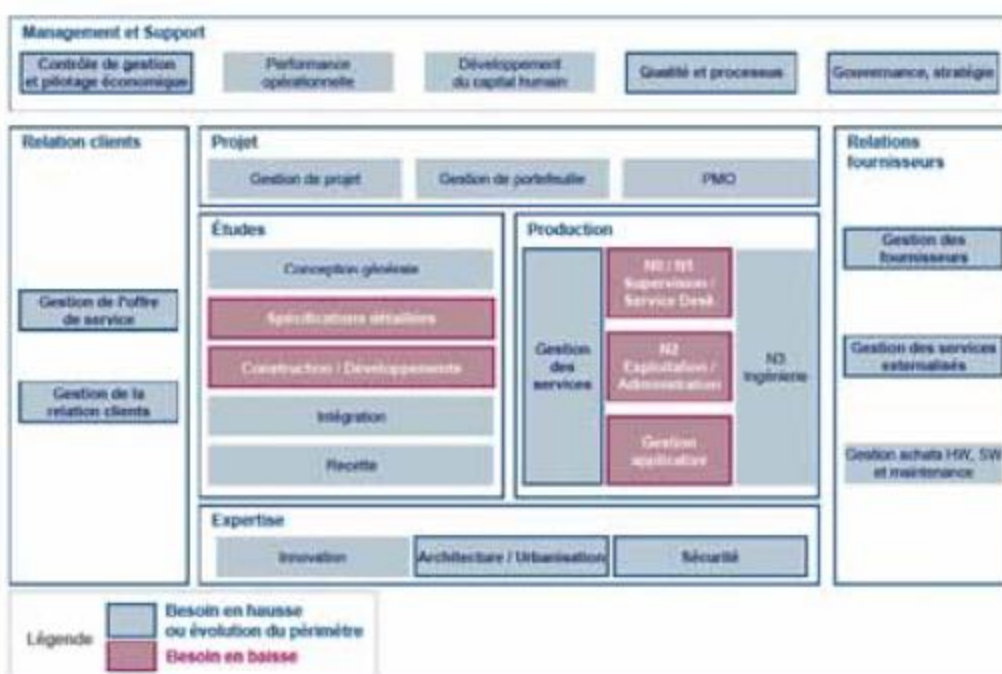 Management et Support
Contrôle de gestion
et pilotage économique
Performance
opérationnelle
Développement
du capital humain
Qualité et processus
Gouvernance, stratégie
Relation clients
Gestion de l'offre
de service
Gestion de la
relation clients
Projet
Gestion de projet
Gestion de portefeuille
PMO
Études
Conception générale
Spécifications détaillées
Construction / Développements
Intégration
Recette
Production
Gestion
des
services
N0 / N1
Supervision /
Service Desk
N2
Exploitation /
Administration
Gestion
applicative
N3
Ingénierie
Expertise
Innovation
Architecture / Urbanisation
Sécurité
Relations
fournisseurs
Gestion des
fournisseurs
Gestion des services
externalisés
Gestion achats HW, SW
et maintenance
Légende
Besoin en hausse
ou évolution du périmètre
Besoin en baisse